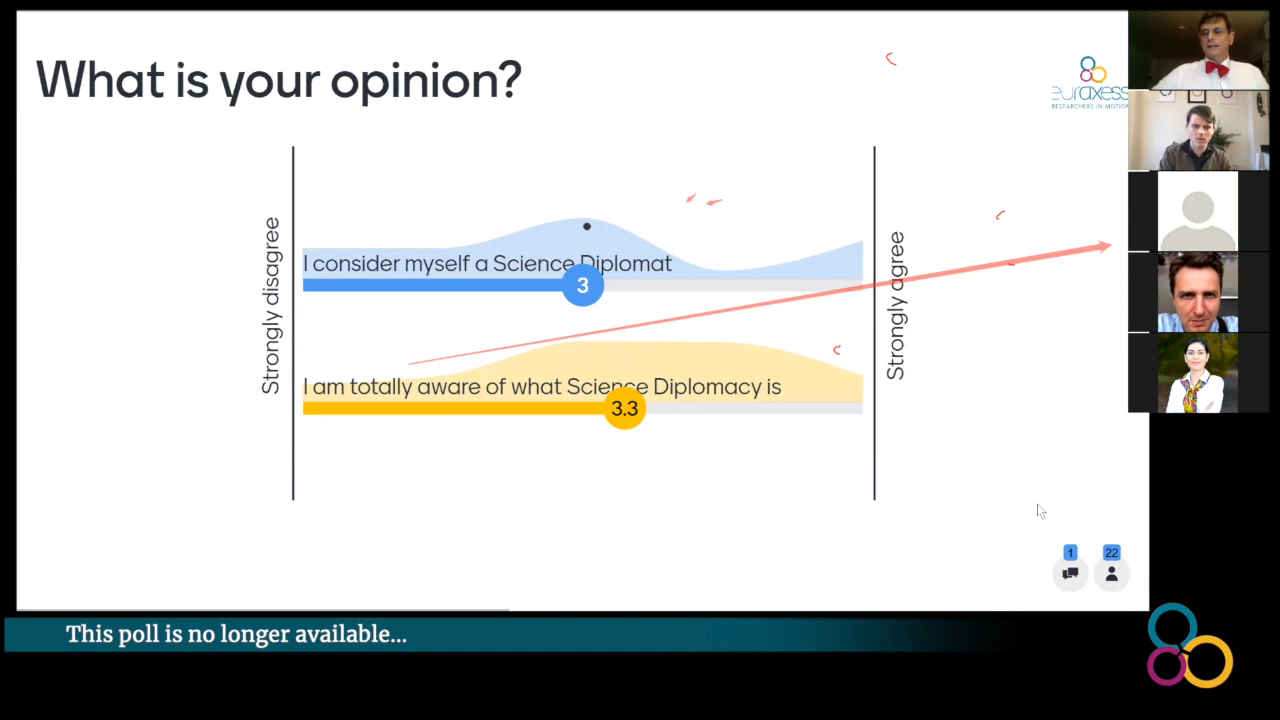 What is your opinion?
euraxess
RESEARCHERS IN MOTION
Strongly disagree
I consider myself a Science Diplomat
3
I am totally aware of what Science Diplomacy is
3.3
Strongly agree
1
22
This poll is no longer available...